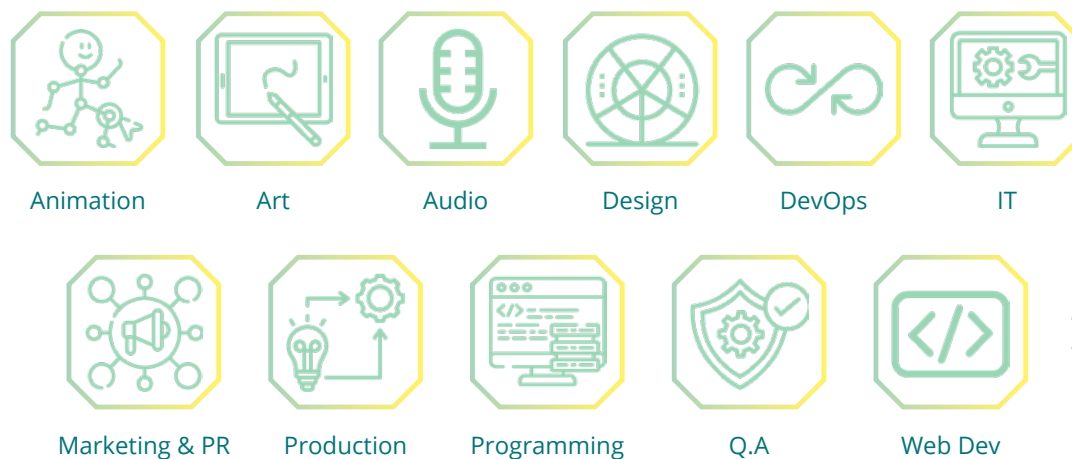 Animation Art Audio Design DevOps IT
Marketing & PR Production Programming Q.A Web Dev